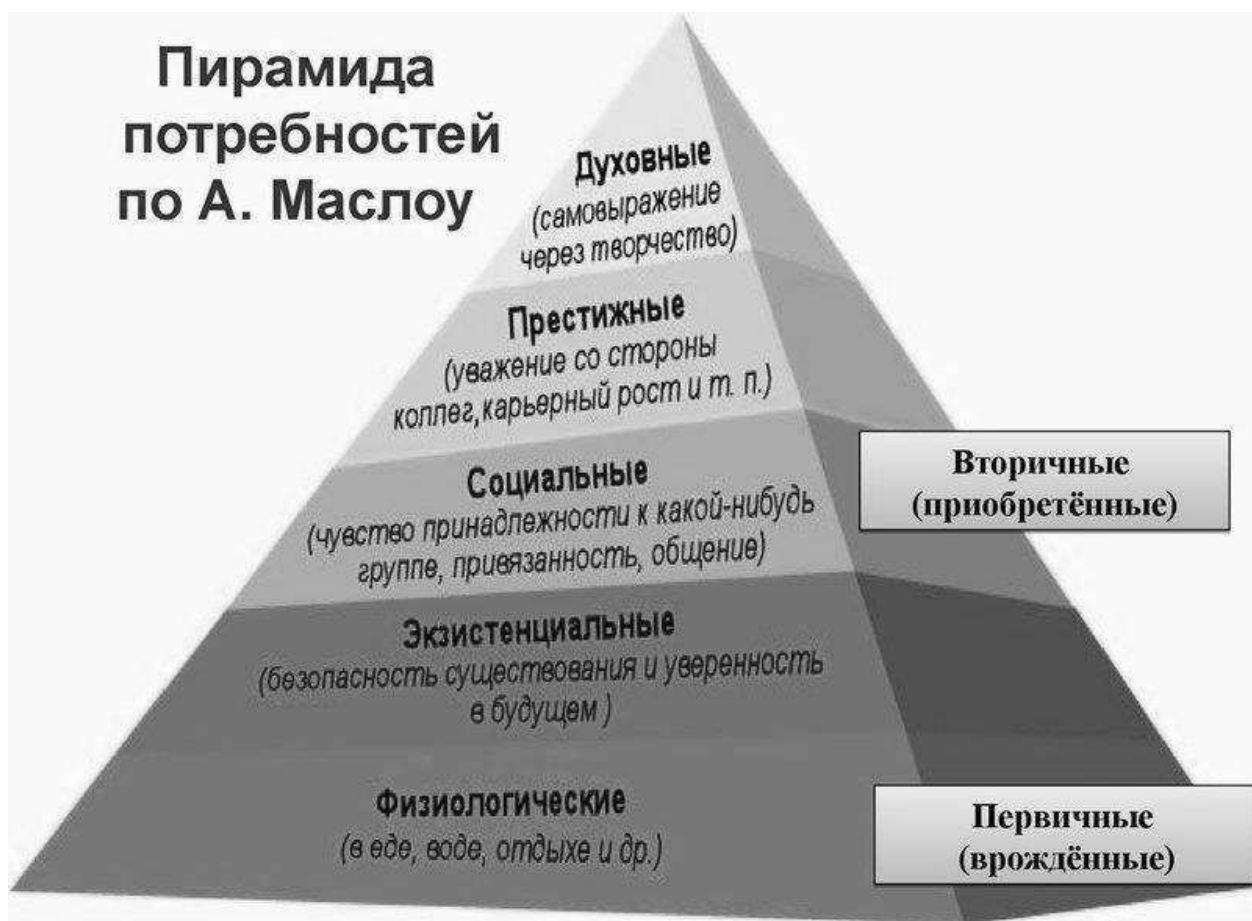 Пирамида
потребностей
по А. Маслоу
Духовные
(самовыражение
через творчество)
Престижные
(уважение со стороны
коллег, карьерный рост и т. п.)
Социальные
(чувство принадлежности к какой-нибудь
группе, привязанность, общение)
Вторичные
(приобретённые)
Экзистенциальные
(безопасность существования и уверенность
в будущем )
Физиологические
(в еде, воде, отдыхе и др.)
Первичные
(врождённые)